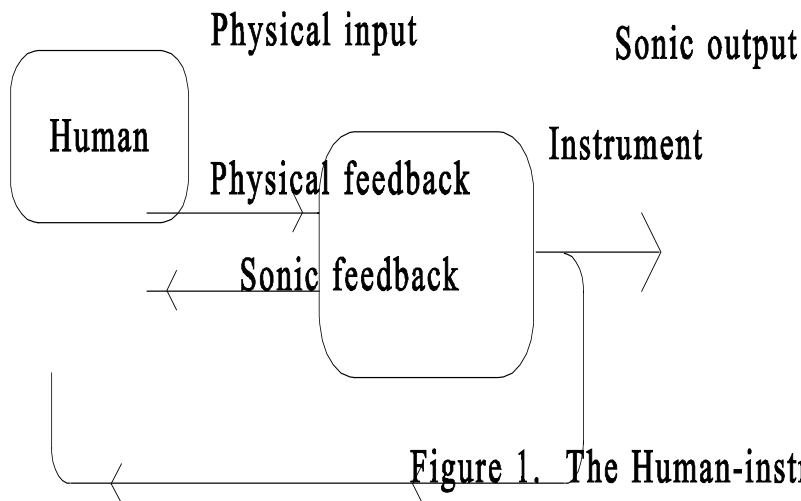 Physical input
Sonic output
Human
Instrument
Physical feedback
Sonic feedback
Figure 1. The Human-instr